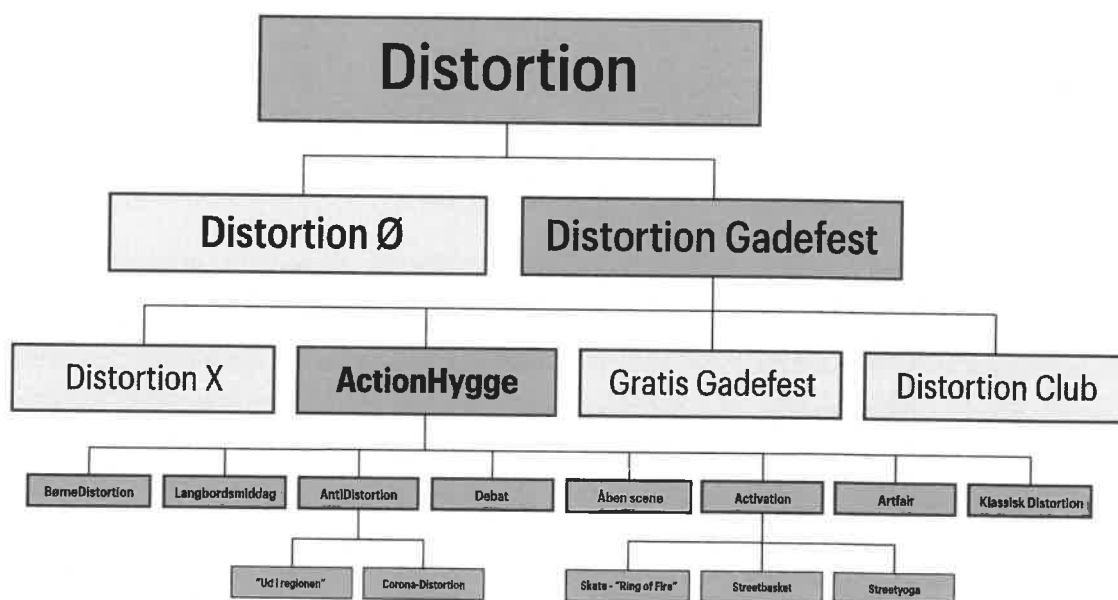 Distortion
Distortion Ø
Distortion Gadefest
Distortion X
ActionHygge
Gratis Gadefest
Distortion Club
BørneDistortion
Langbordsmiddag
AntiDistortion
Debat
Åben scene
Activation
Artfair
Klassisk Distortion
"Ud i regionen"
Corona-Distortion
Skate - "Ring of Fire"
Streetbasket
Streetyoga